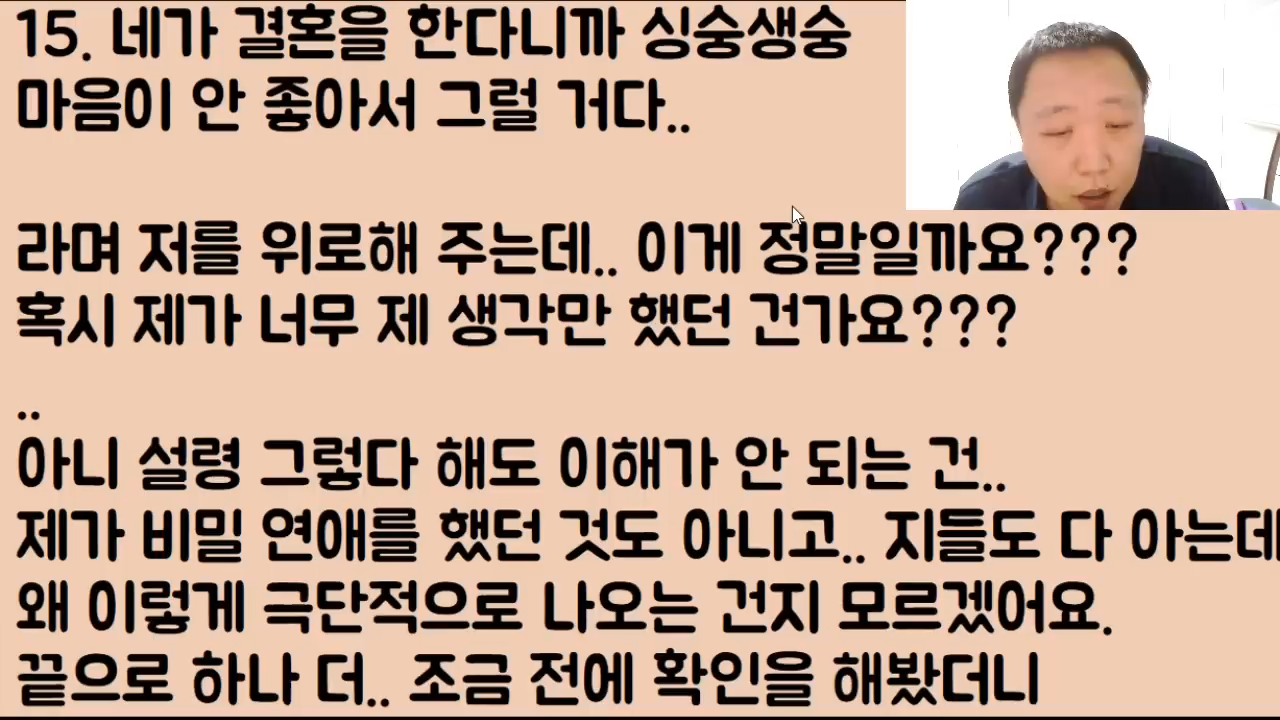 15. 네가 결혼을 한다니까 싱숭생숭
마음이 안 좋아서 그럴 거다..
라며 저를 위로해 주는데.. 이게 정말일까요???
혹시 제가 너무 제 생각만 했던 건가요???
..
아니 설령 그렇다 해도 이해가 안 되는 건..
제가 비밀 연애를 했던 것도 아니고.. 지들도 다 아는데
왜 이렇게 극단적으로 나오는 건지 모르겠어요.
끝으로 하나 더.. 조금 전에 확인을 해봤더니